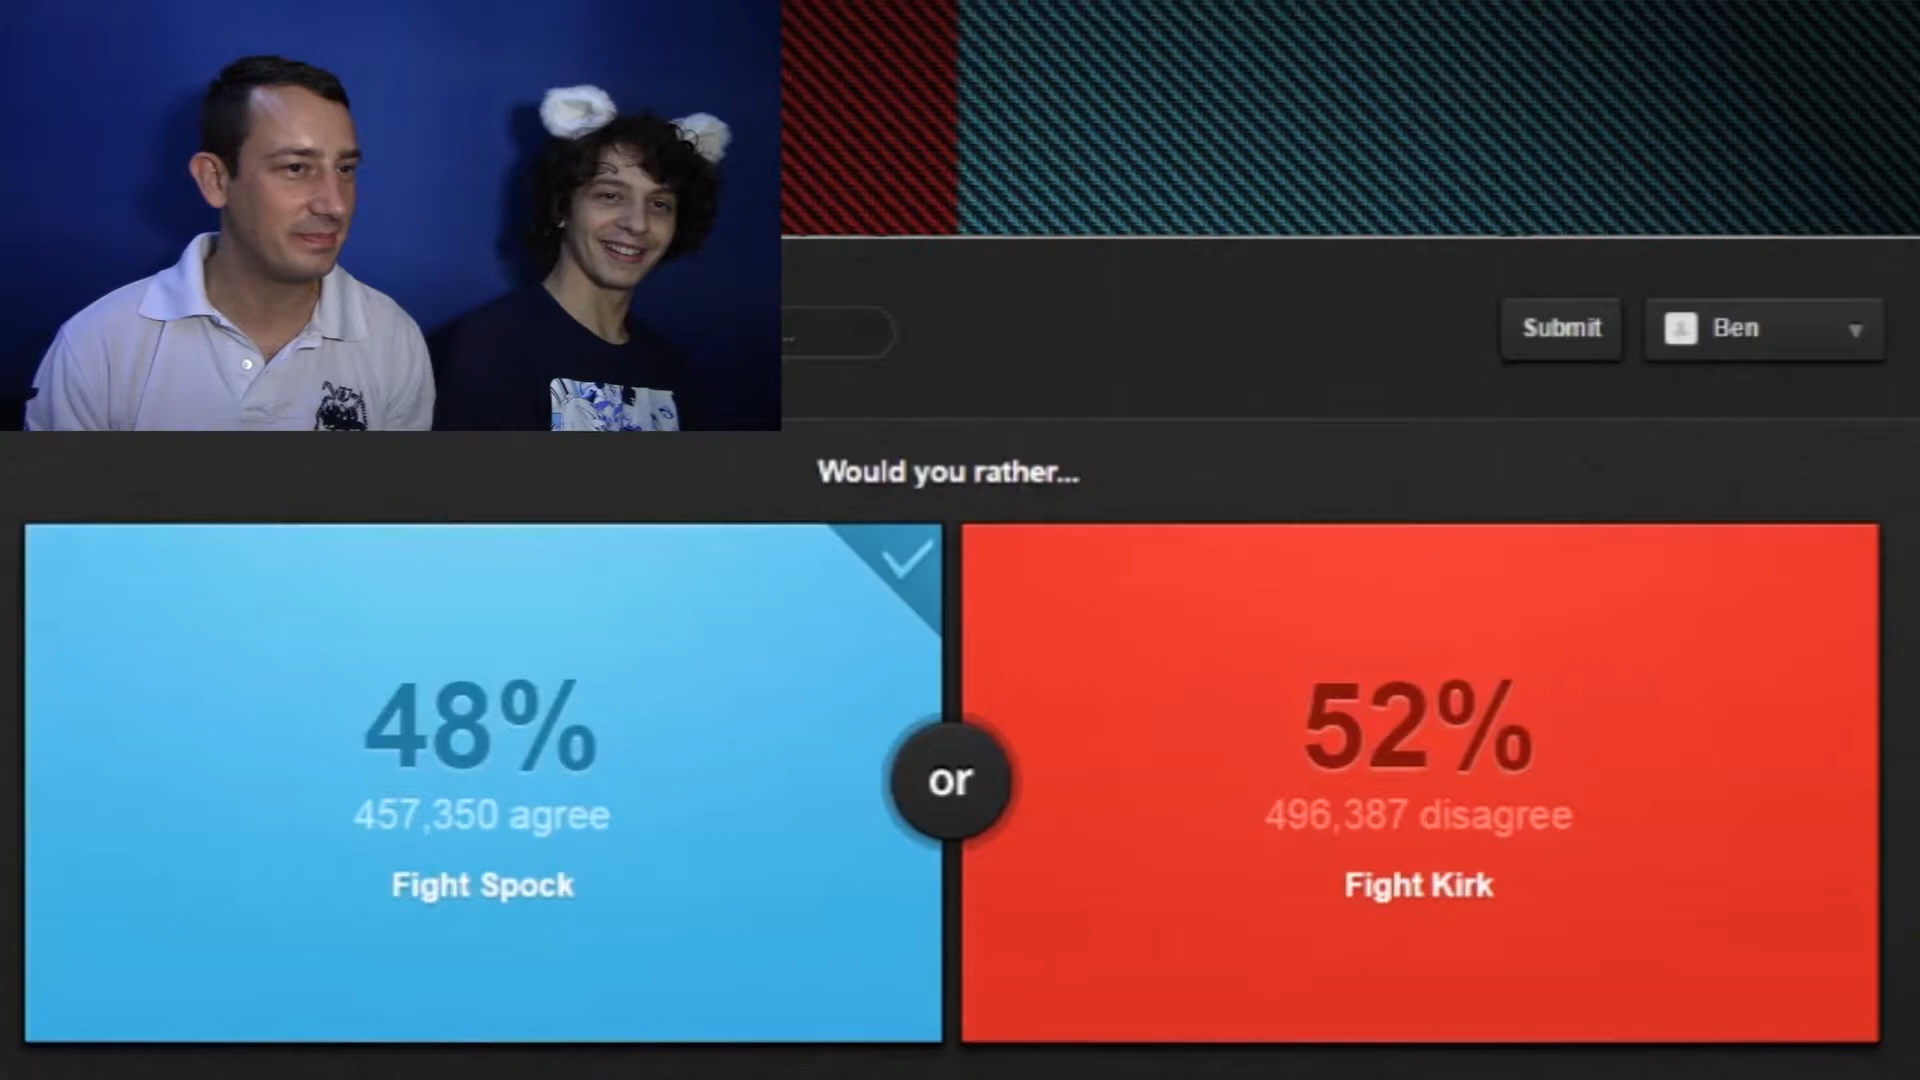 Submit
Ben
Would you rather...
48%
457,350 agree
Fight Spock
or
52%
496,387 disagree
Fight Kirk